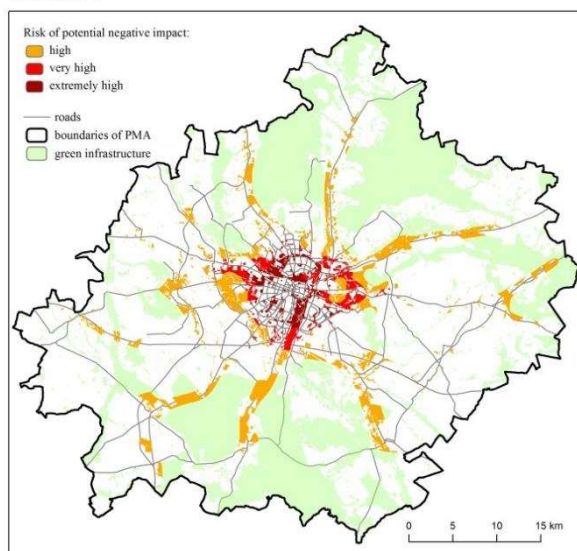 Risk of potential negative impact:
high
very high
extremely high
roads
boundaries of PMA
green infrastructure
0 5 10 15 km